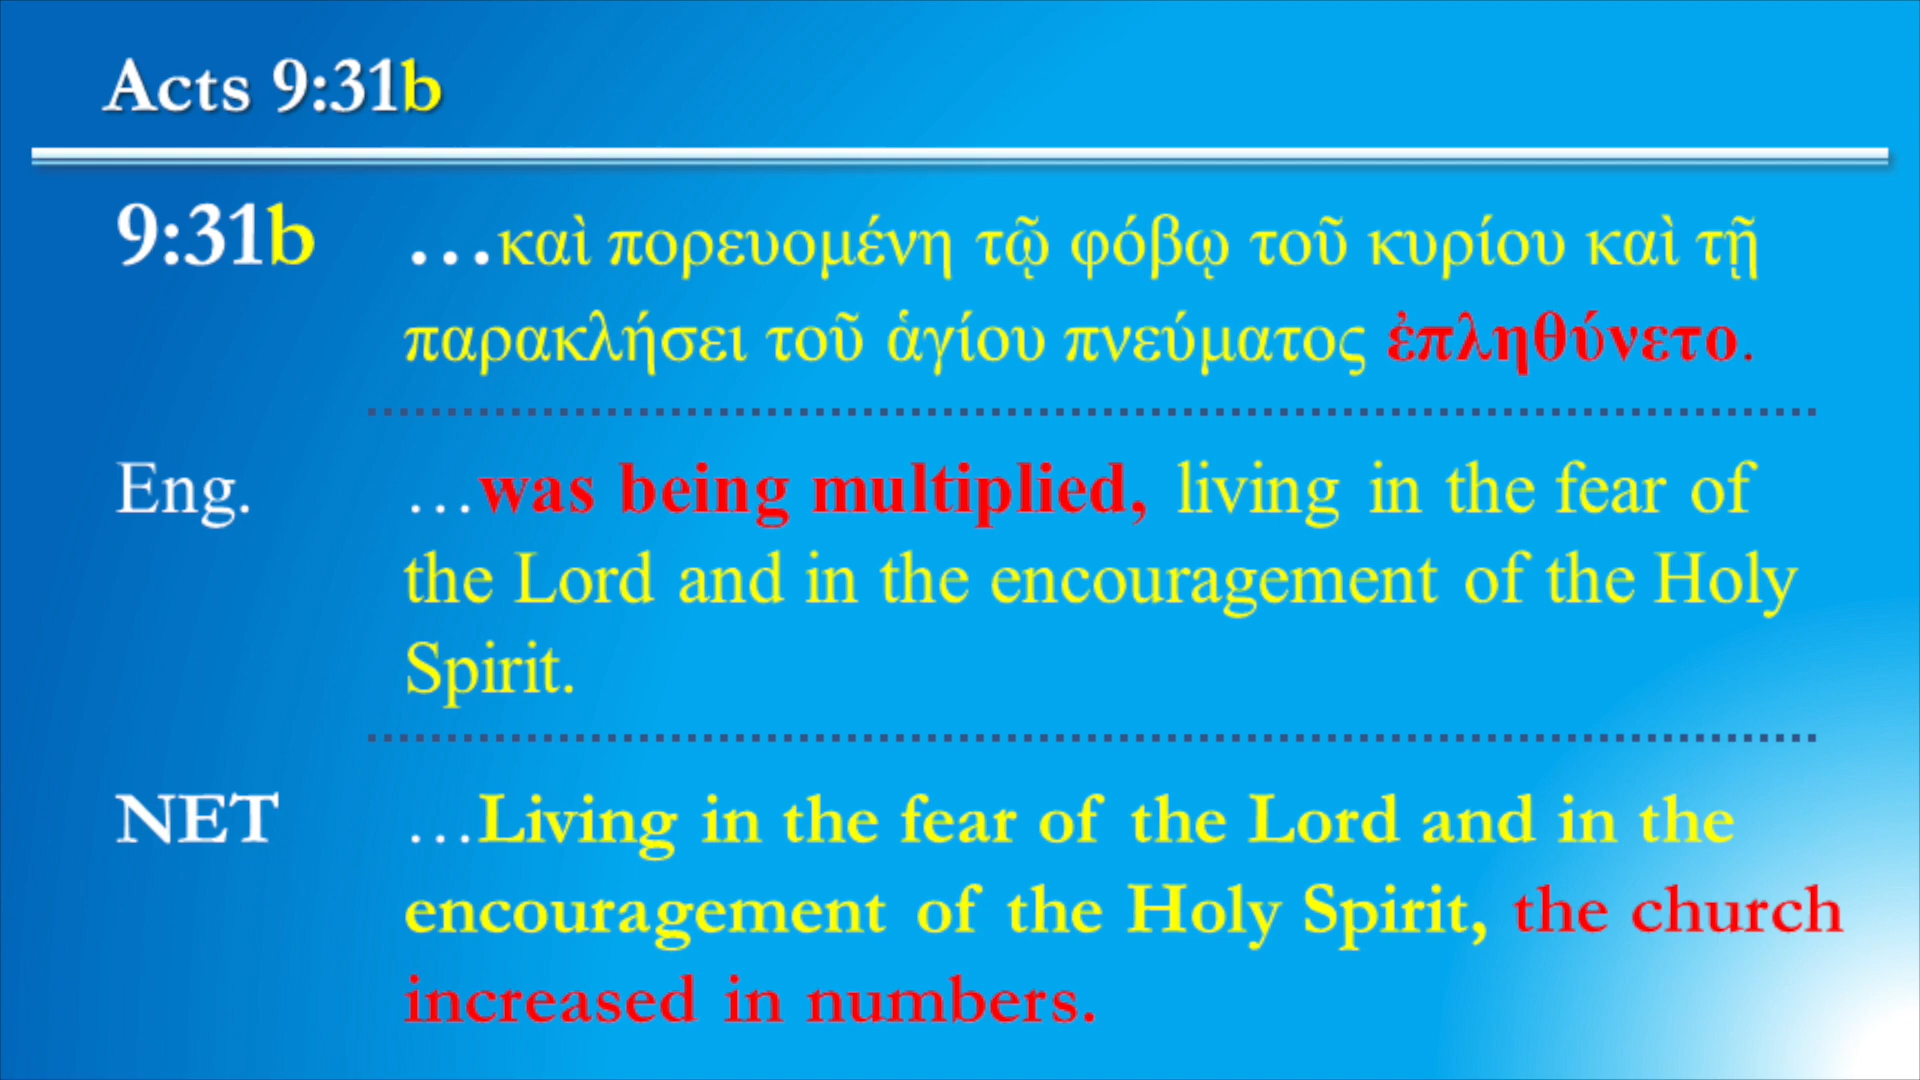 Acts 9:31b
9:31b …καὶ πορευομένη τῷ φόβῳ τοῦ κυρίου καὶ τῇ
παρακλήσει τοῦ ἁγίου πνεύματος ἐπληθύνετο.
Eng. …was being multiplied, living in the fear of
the Lord and in the encouragement of the Holy
Spirit.
NET …Living in the fear of the Lord and in the
encouragement of the Holy Spirit, the church
increased in numbers.